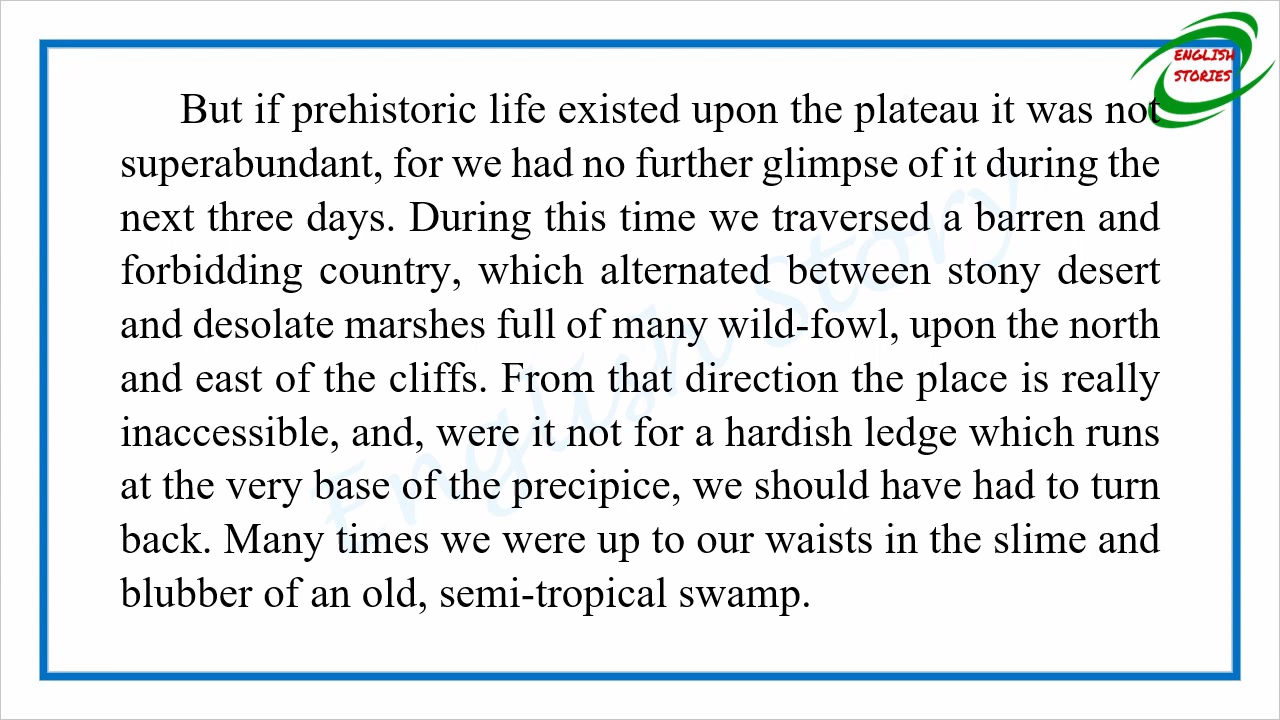 ENGLISH
STORIES
But if prehistoric life existed upon the plateau it was not
superabundant, for we had no further glimpse of it during the
next three days. During this time we traversed a barren and
forbidding country, which alternated between stony desert
and desolate marshes full of many wild-fowl, upon the north
and east of the cliffs. From that direction the place is really
inaccessible, and, were it not for a hardish ledge which runs
at the very base of the precipice, we should have had to turn
back. Many times we were up to our waists in the slime and
blubber of an old, semi-tropical swamp.
English Story